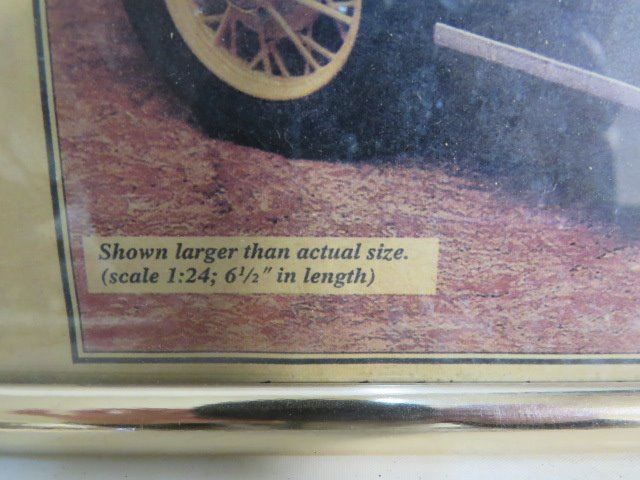 Shown larger than actual size.
(scale 1:24; 6½" in length)